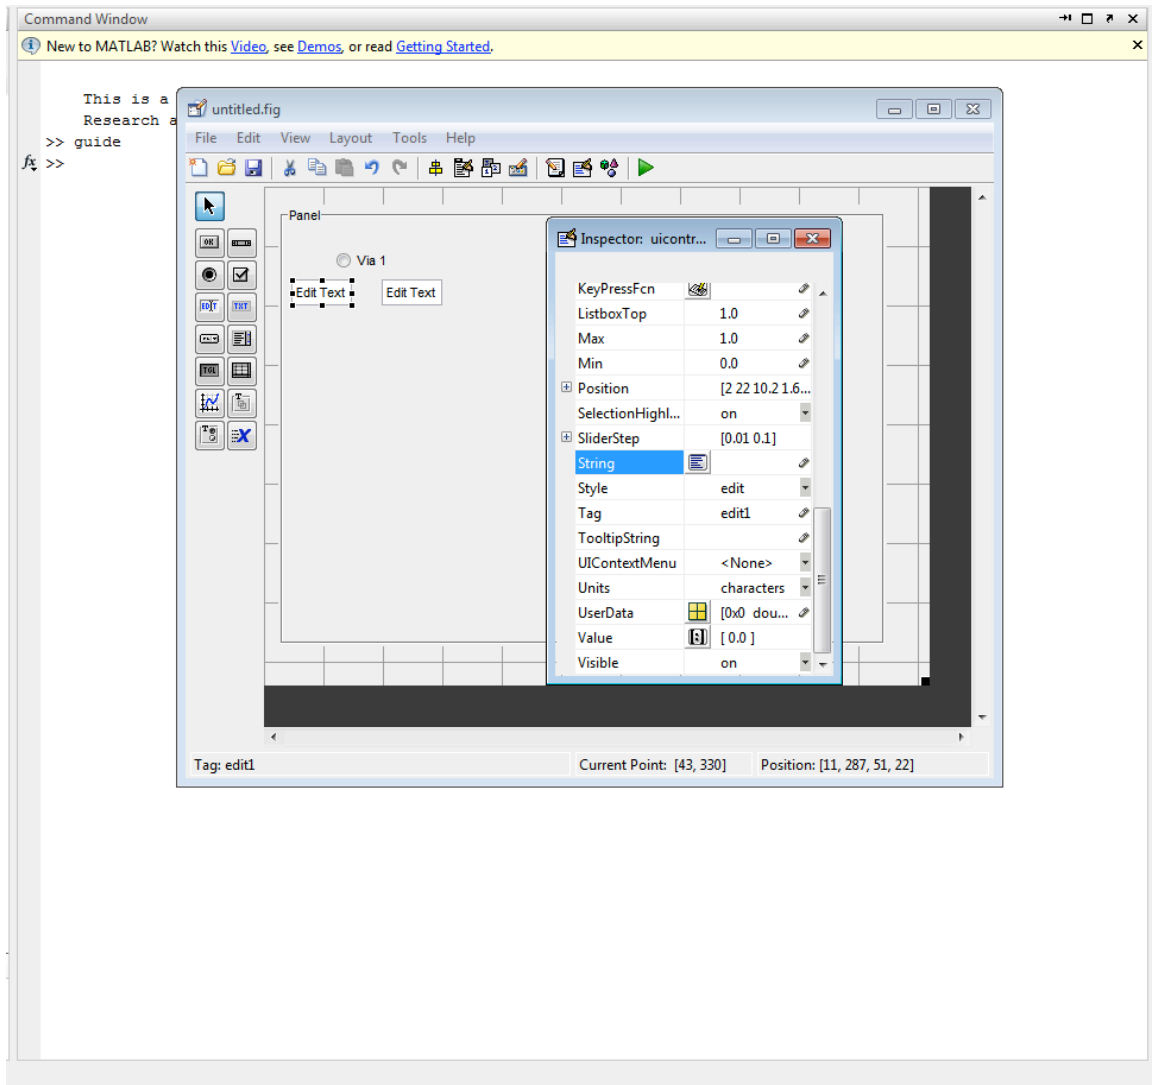 Command Window
New to MATLAB? Watch this Video, see Demos, or read Getting Started.
This is a
Research a
>> guide
fx >>
untitled.fig
File Edit View Layout Tools Help
OK
EDIT TXT
TGL
Panel
Via 1
Edit Text Edit Text
Inspector: uicontr...
KeyPressFcn
ListboxTop 1.0
Max 1.0
Min 0.0
Position [2 22 10.2 1.6...
SelectionHighl... on
SliderStep [0.01 0.1]
String
Style edit
Tag edit1
TooltipString
UIContextMenu <None>
Units characters
UserData [0x0 dou...
Value [ 0.0 ]
Visible on
Tag: edit1 Current Point: [43, 330] Position: [11, 287, 51, 22]